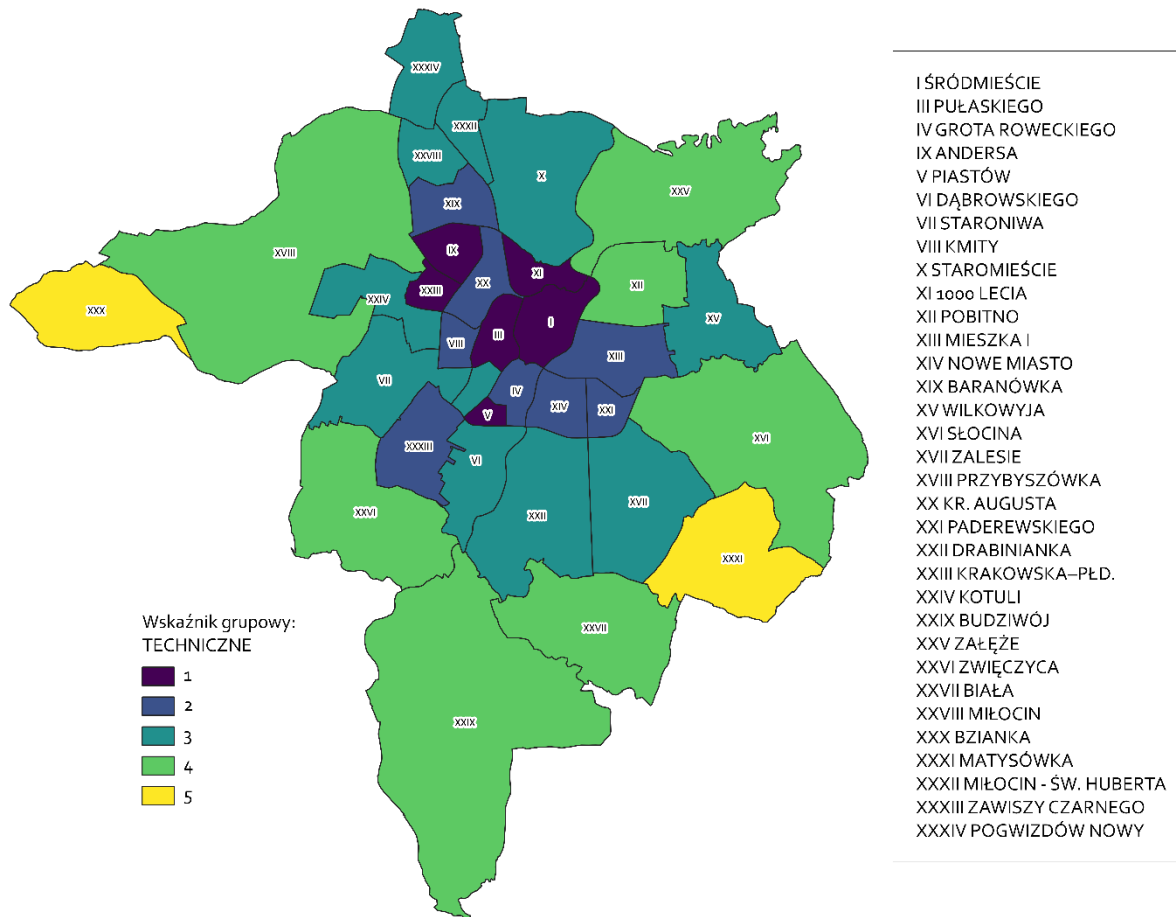 XXXIV
XXXII
XXVIII
X
XXV
XIX
IX
XVIII
XI
XX
XII
XXIII
XXIV
XXX
XV
I
III
VIII
XIII
VII
IV
XIV
XXI
V
XVI
XXXIII
VI
XVII
XXVI
XXII
XXXI
XXVII
XXIX
Wskaźnik grupowy:
TECHNICZNE
1
2
3
4
5
I ŚRÓDMIEŚCIE
III PUŁASKIEGO
IV GROTA ROWECKIEGO
IX ANDERSA
V PIASTÓW
VI DĄBROWSKIEGO
VII STARONIWA
VIII KMITY
X STAROMIEŚCIE
XI 1000 LECIA
XII POBITNO
XIII MIESZKA I
XIV NOWE MIASTO
XIX BARANÓWKA
XV WILKOWYJA
XVI SŁOCINA
XVII ZALESIE
XVIII PRZYBYSZÓWKA
XX KR. AUGUSTA
XXI PADEREWSKIEGO
XXII DRABINIANKA
XXIII KRAKOWSKA–PŁD.
XXIV KOTULI
XXIX BUDZIWÓJ
XXV ZAŁĘŻE
XXVI ZWIĘCZYCA
XXVII BIAŁA
XXVIII MIŁOCIN
XXX BZIANKA
XXXI MATYSÓWKA
XXXII MIŁOCIN - ŚW. HUBERTA
XXXIII ZAWISZY CZARNEGO
XXXIV POGWIZDÓW NOWY